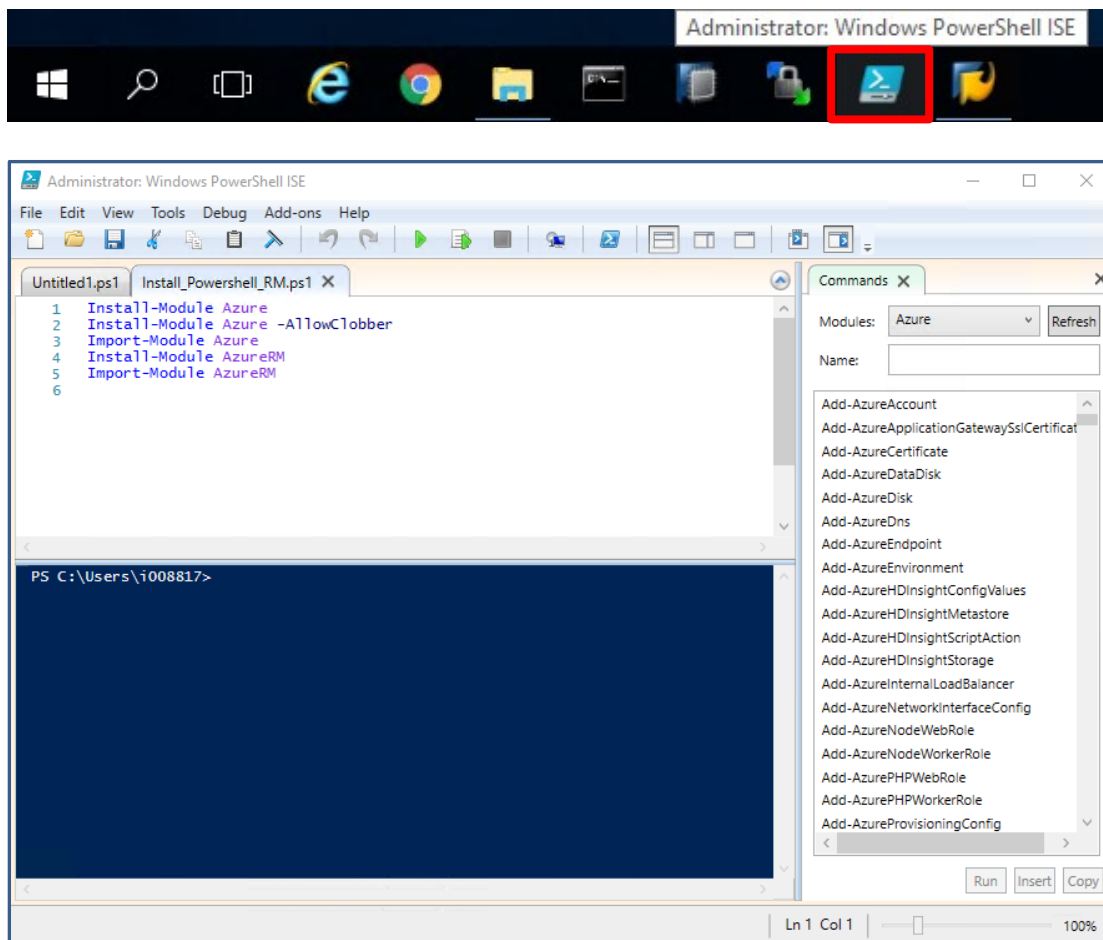 Administrator: Windows PowerShell ISE
Administrator: Windows PowerShell ISE
File Edit View Tools Debug Add-ons Help
Untitled1.ps1 Install_Powershell_RM.ps1 X
1 Install-Module Azure
2 Install-Module Azure -AllowClobber
3 Import-Module Azure
4 Install-Module AzureRM
5 Import-Module AzureRM
6
PS C:\Users\i008817>
Commands X
Modules: Azure Refresh
Name:
Add-AzureAccount
Add-AzureApplicationGatewaySslCertificat
Add-AzureCertificate
Add-AzureDataDisk
Add-AzureDisk
Add-AzureDns
Add-AzureEndpoint
Add-AzureEnvironment
Add-AzureHDInsightConfigValues
Add-AzureHDInsightMetastore
Add-AzureHDInsightScriptAction
Add-AzureHDInsightStorage
Add-AzureInternalLoadBalancer
Add-AzureNetworkInterfaceConfig
Add-AzureNodeWebRole
Add-AzureNodeWorkerRole
Add-AzurePHPWebRole
Add-AzurePHPWorkerRole
Add-AzureProvisioningConfig
Run Insert Copy
Ln 1 Col 1 100%